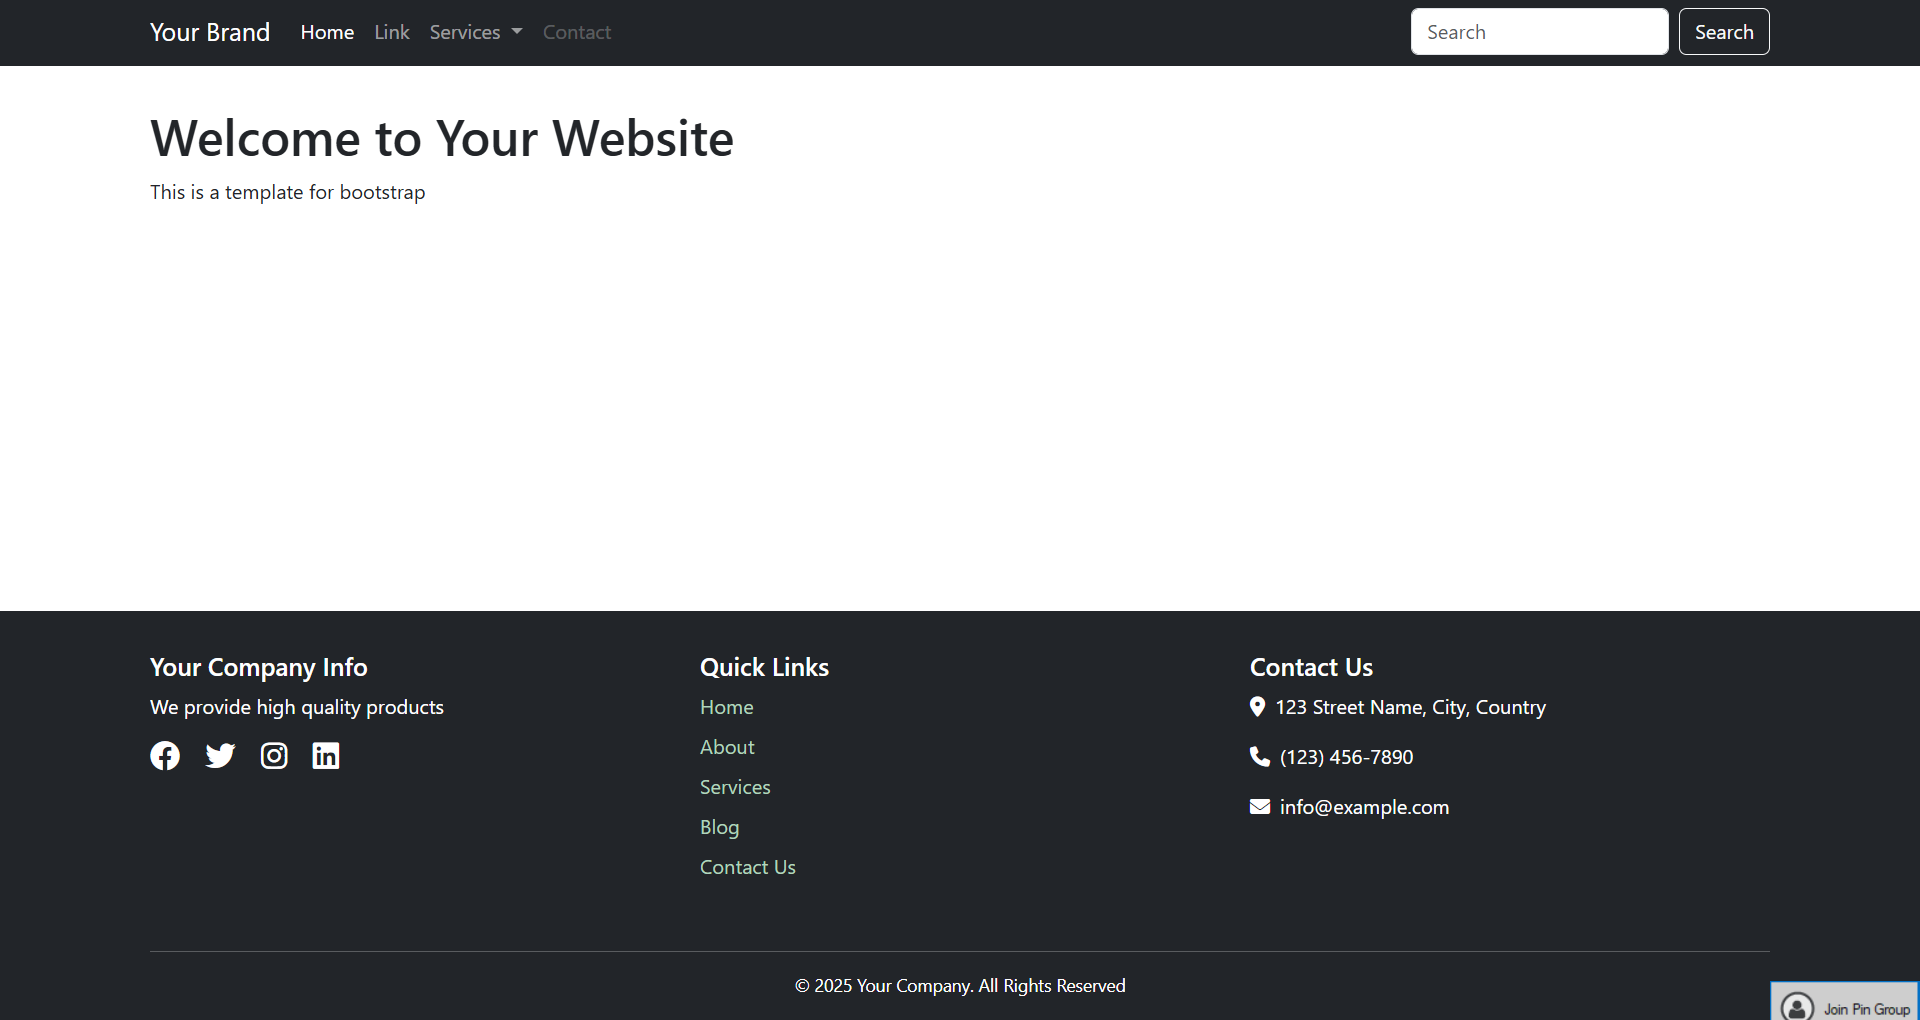 Your Brand Home Link Services Contact Search Search
Welcome to Your Website
This is a template for bootstrap
Your Company Info
We provide high quality products
Quick Links
Home
About
Services
Blog
Contact Us
Contact Us
123 Street Name, City, Country
(123) 456-7890
info@example.com
© 2025 Your Company. All Rights Reserved
Join Pin Group